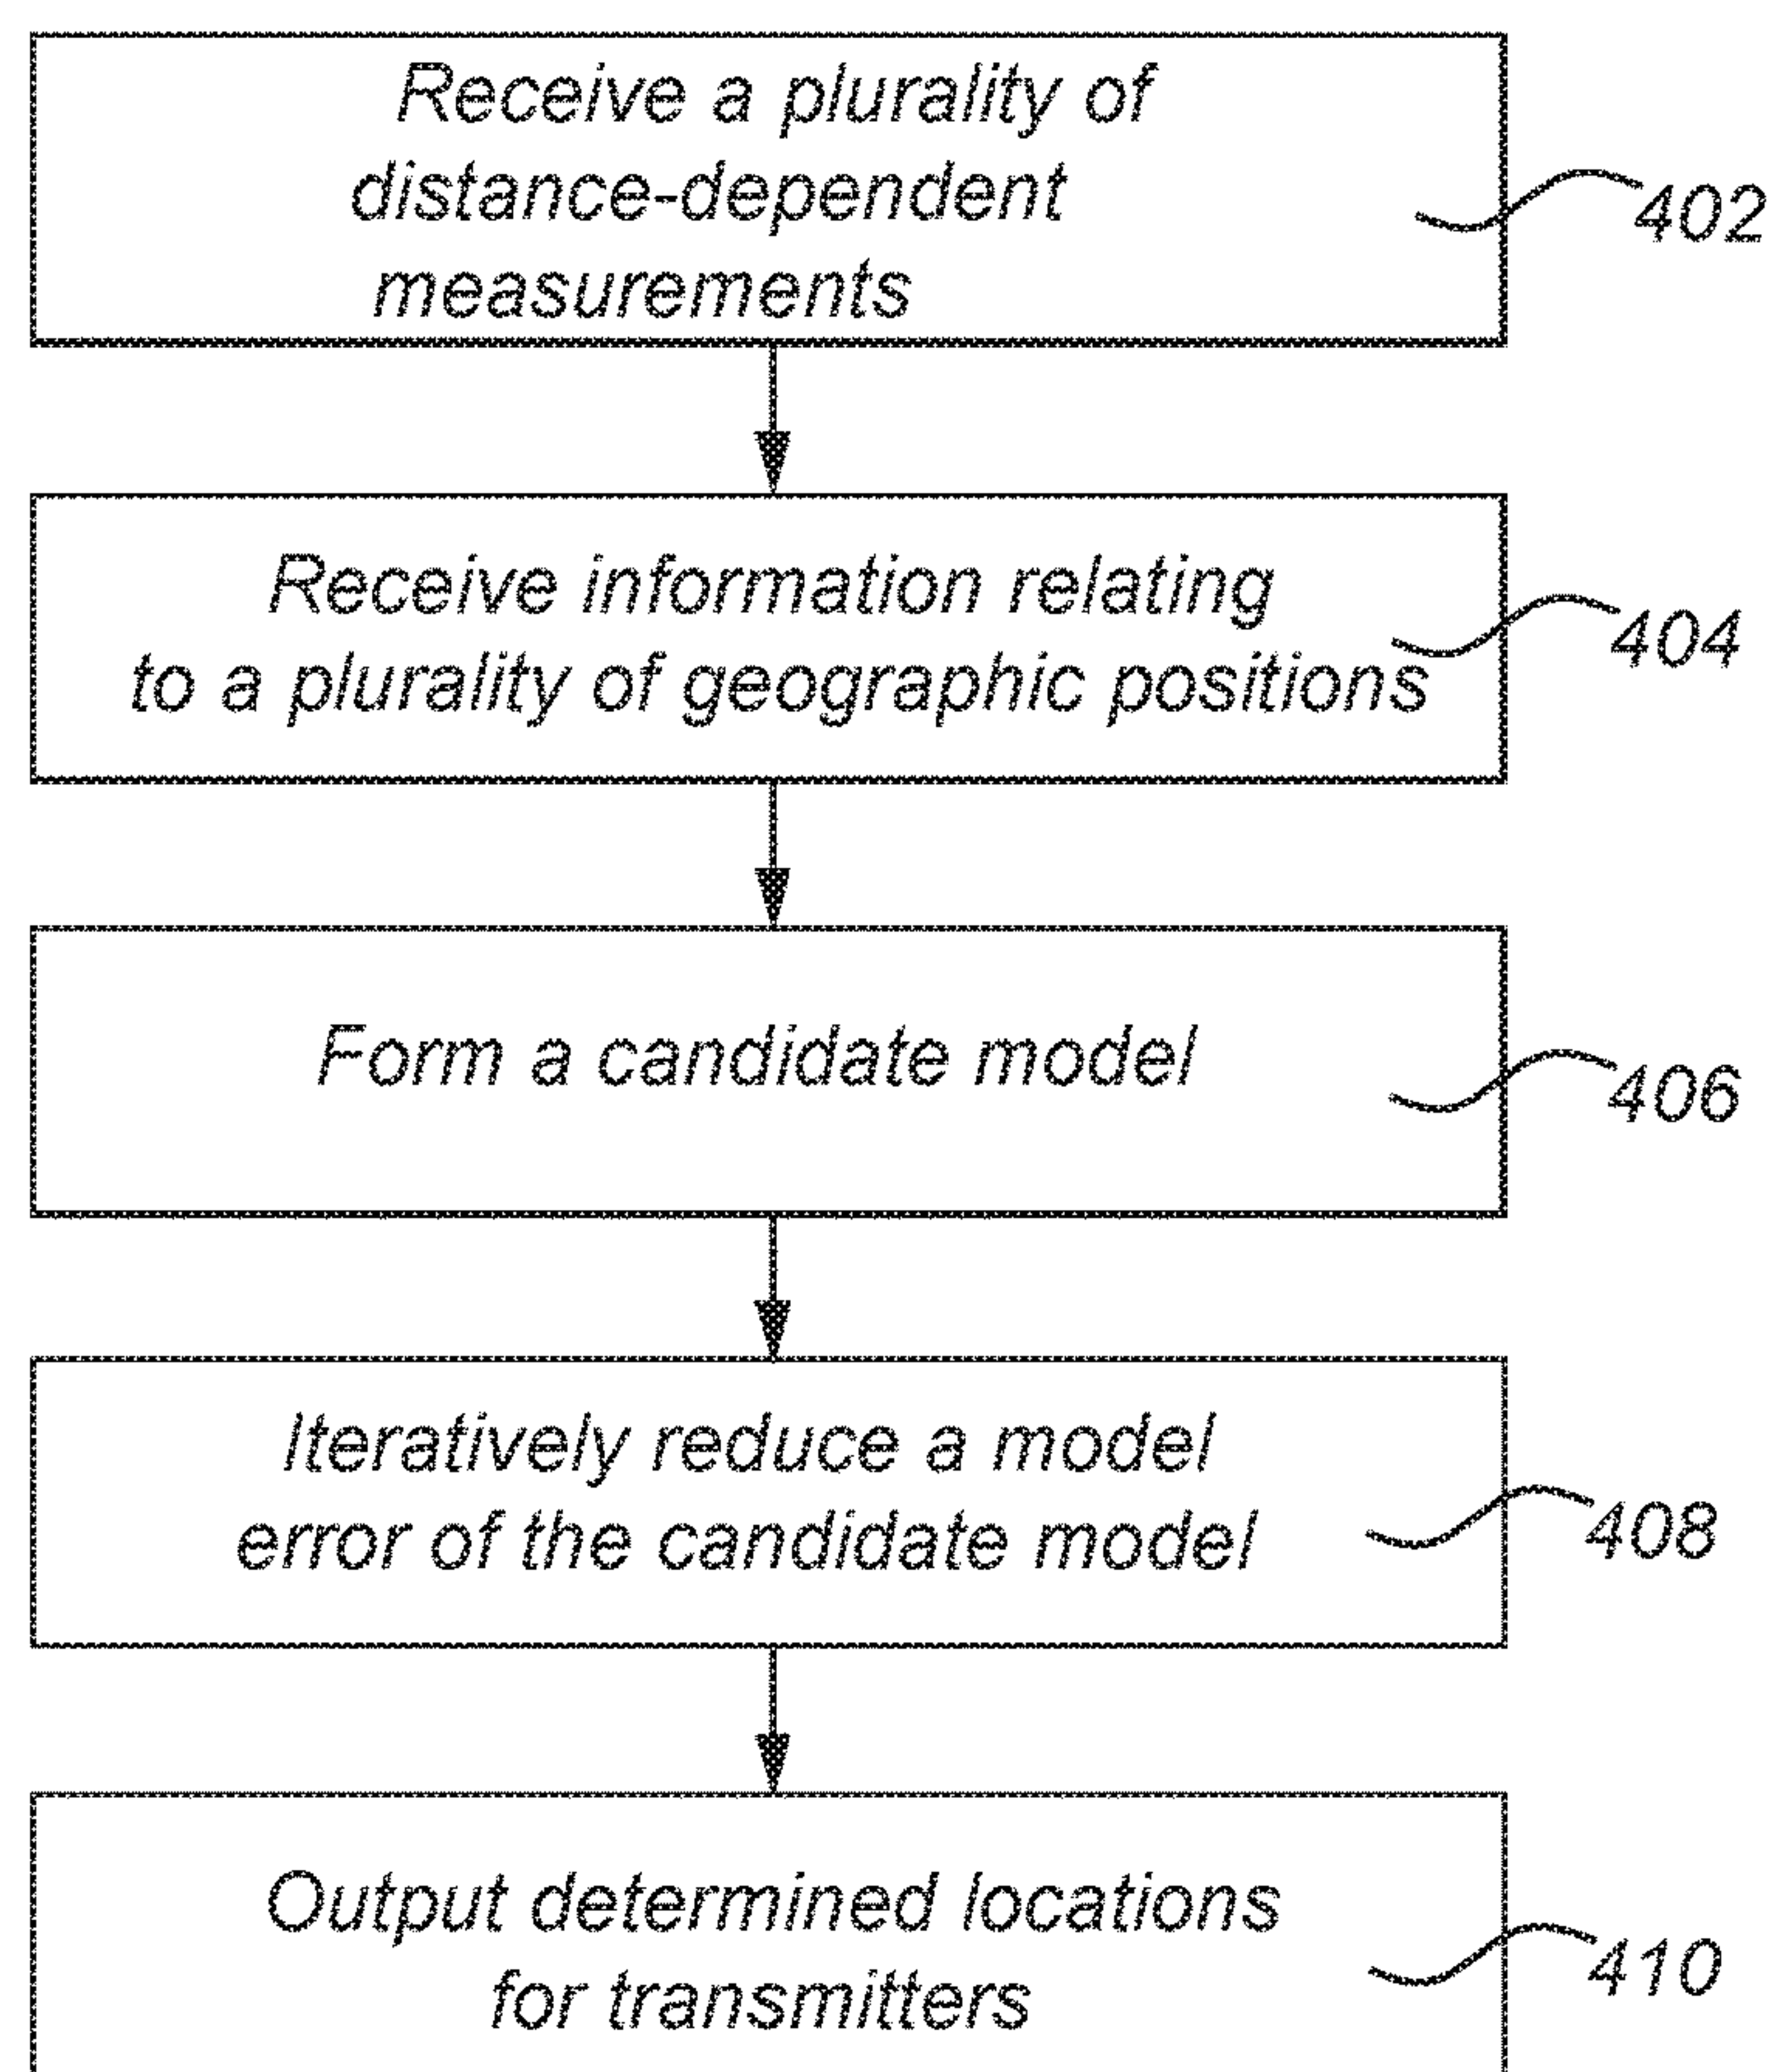 Receive a plurality of
distance-dependent
measurements
402
Receive information relating
to a plurality of geographic positions
404
Form a candidate model
406
Iteratively reduce a model
error of the candidate model
408
Output determined locations
for transmitters
410